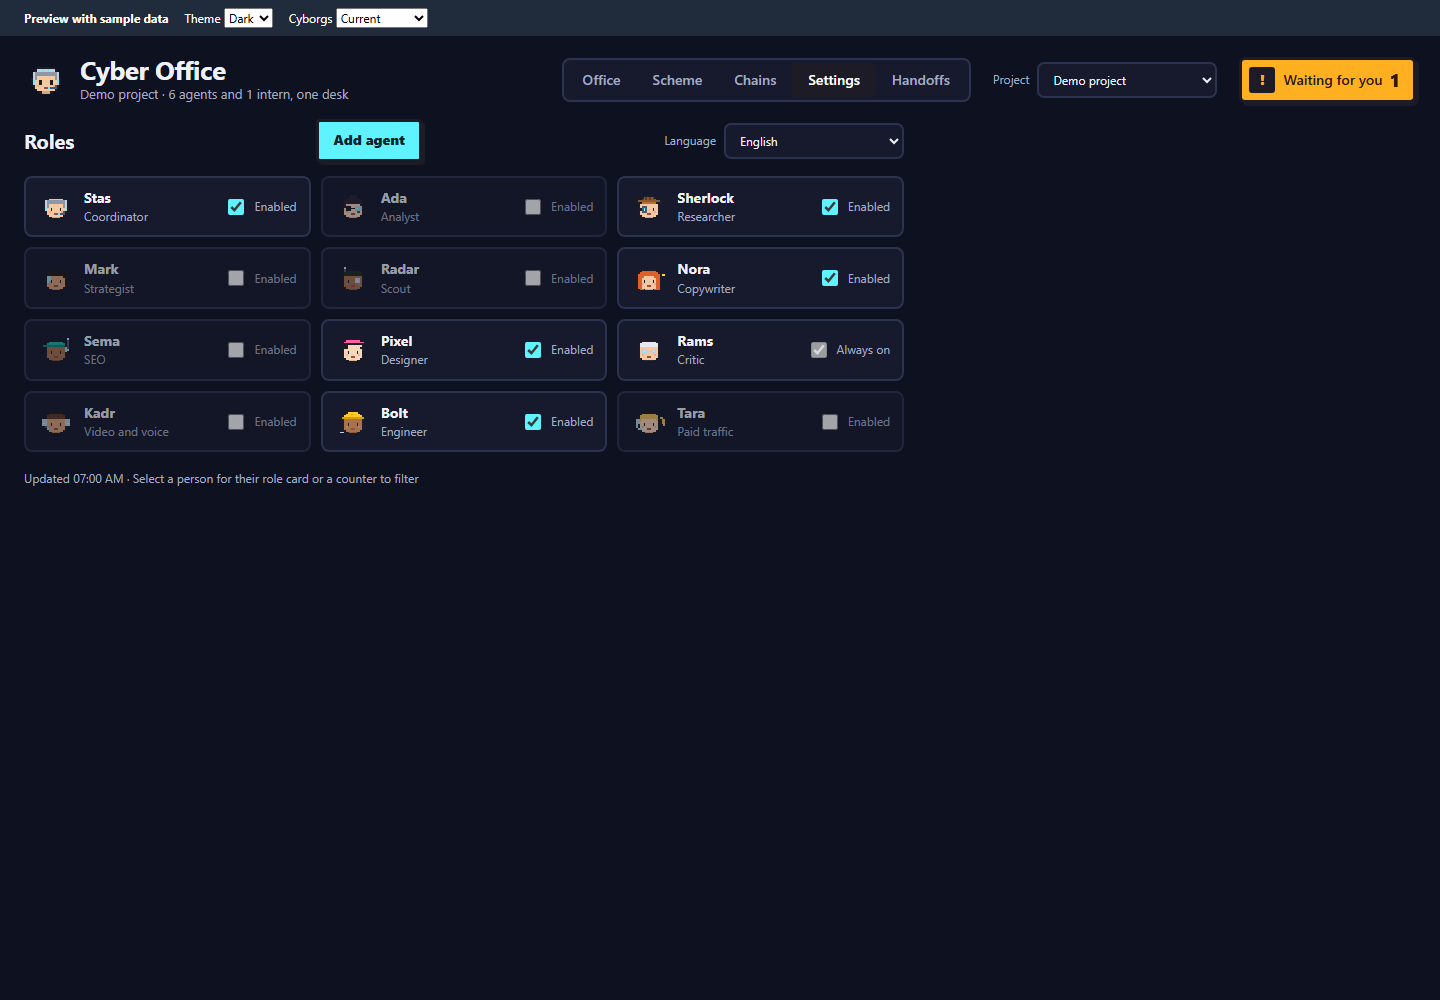 Preview with sample data Theme Dark Cyborgs Current
Cyber Office
Demo project · 6 agents and 1 intern, one desk
Office Scheme Chains Settings Handoffs
Project Demo project
! Waiting for you 1
Roles Add agent Language English
Stas
Coordinator
Enabled
Ada
Analyst
Enabled
Sherlock
Researcher
Enabled
Mark
Strategist
Enabled
Radar
Scout
Enabled
Nora
Copywriter
Enabled
Sema
SEO
Enabled
Pixel
Designer
Enabled
Rams
Critic
Always on
Kadr
Video and voice
Enabled
Bolt
Engineer
Enabled
Tara
Paid traffic
Enabled
Updated 07:00 AM · Select a person for their role card or a counter to filter